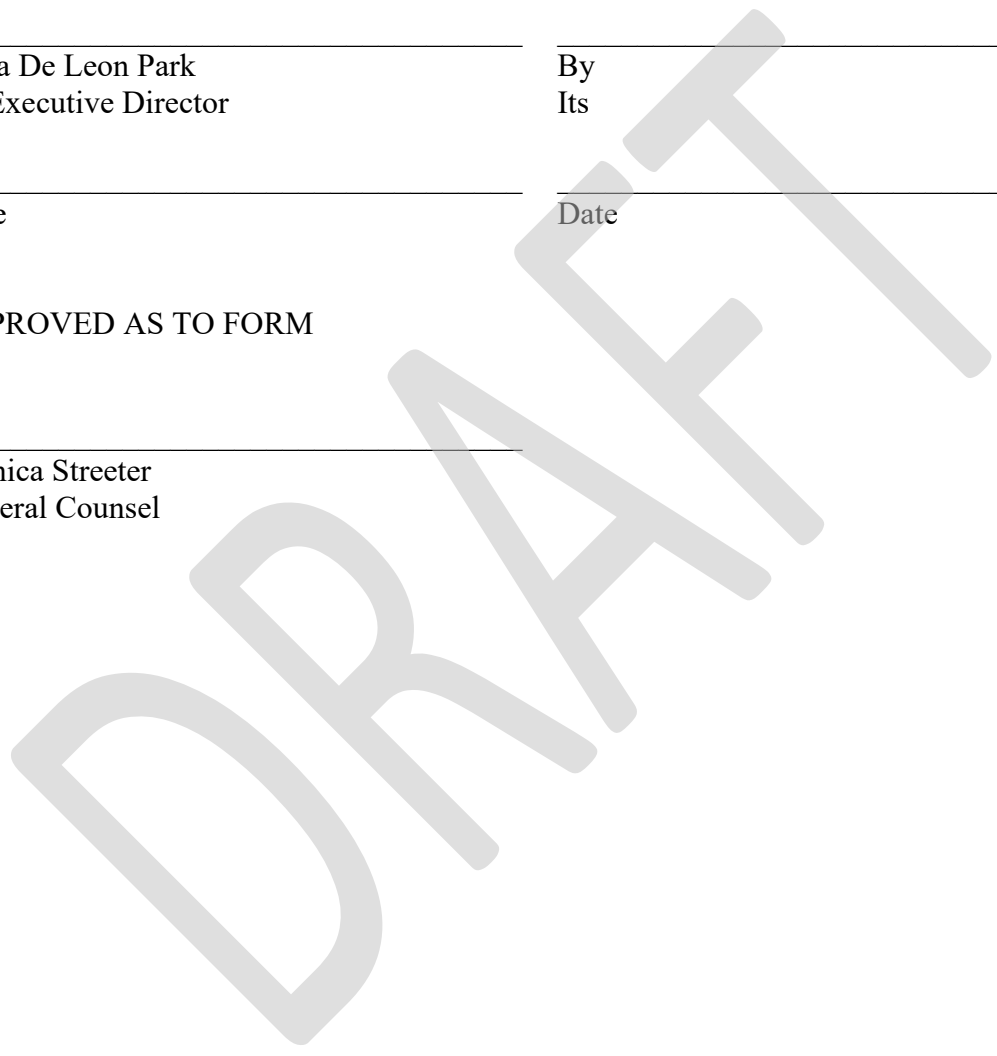 a De Leon Park
Executive Director
By
Its
e
Date
PROVED AS TO FORM
nica Streeter
eral Counsel
DRAFT